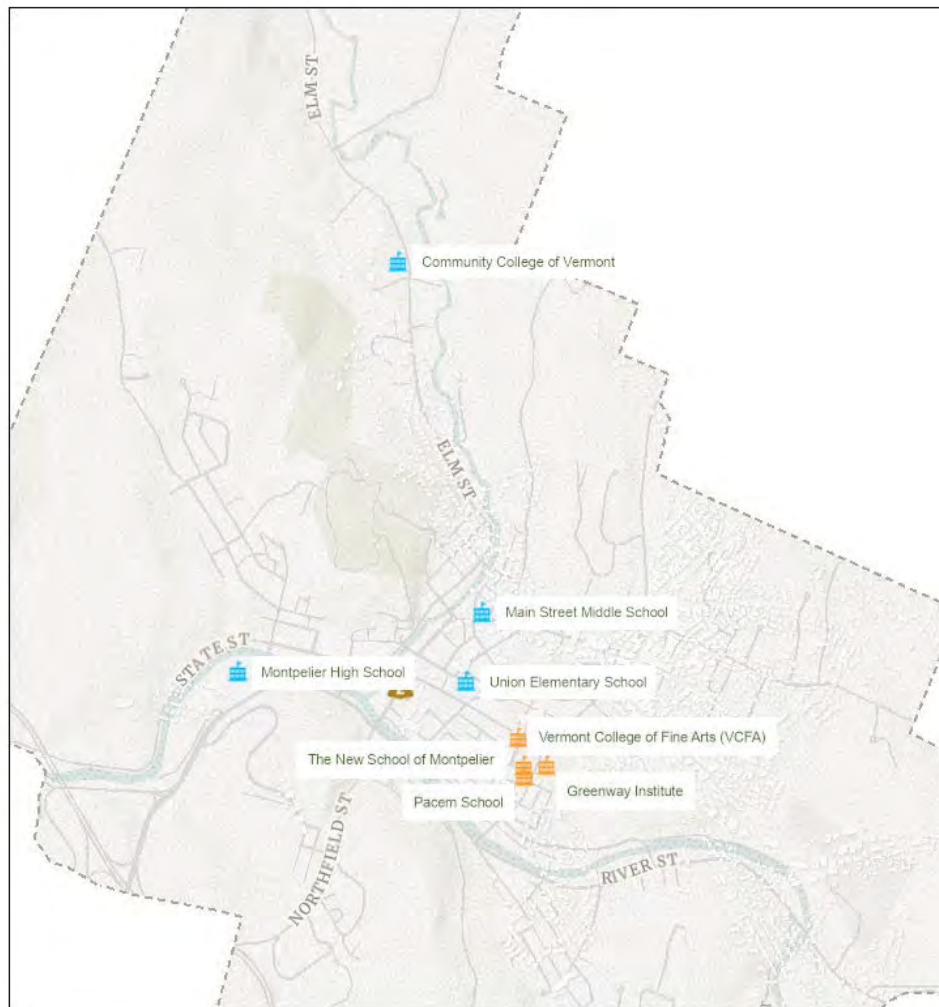 ELM ST
Community College of Vermont
ELM ST
Main Street Middle School
STATE ST
Montpelier High School
Union Elementary School
Vermont College of Fine Arts (VCFA)
The New School of Montpelier
Greenway Institute
Pacem School
RIVER ST
NORTHFIELD ST